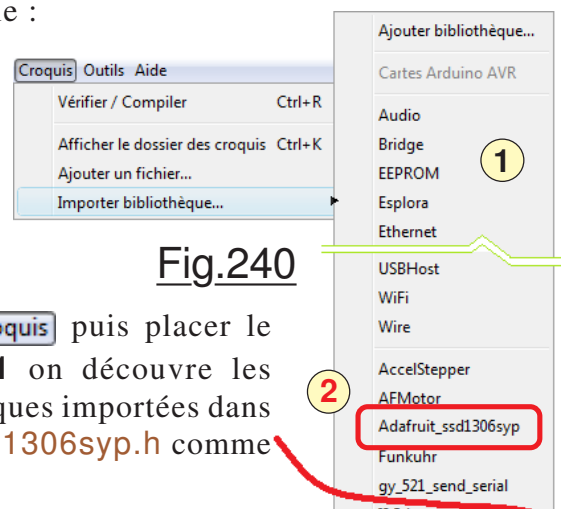 e :
Croquis Outils Aide
Vérifier / Compiler Ctrl+R
Afficher le dossier des croquis Ctrl+K
Ajouter un fichier...
Importer bibliothèque...
Fig.240
Ajouter bibliothèque...
Cartes Arduino AVR
Audio
Bridge
EEPROM
Esplora
Ethernet
1
USBHost
WiFi
Wire
AccelStepper
AFMotor
Adafruit_ssd1306syp
Funkuhr
gy_521_send_serial
2
oquis puis placer le
1 on découvre les
ques importées dans
1306syp.h comme